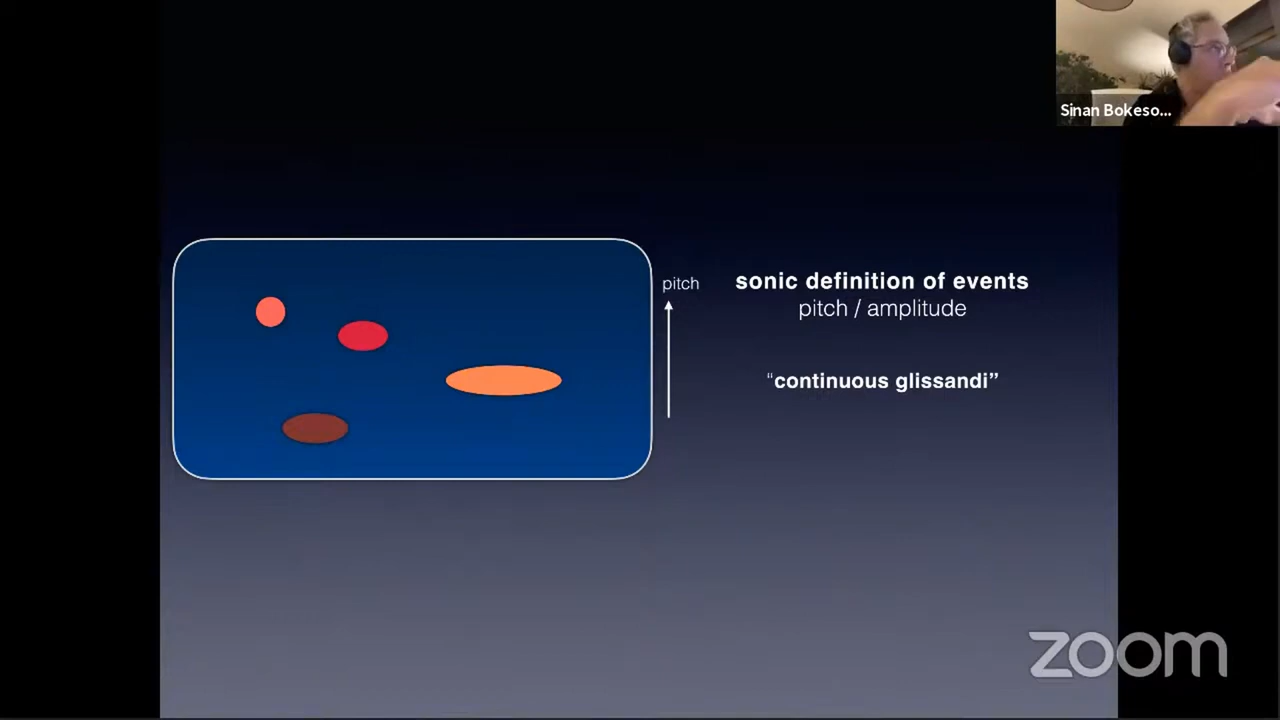 Sinan Bokeso...
pitch
sonic definition of events
pitch / amplitude
“continuous glissandi”
zoom